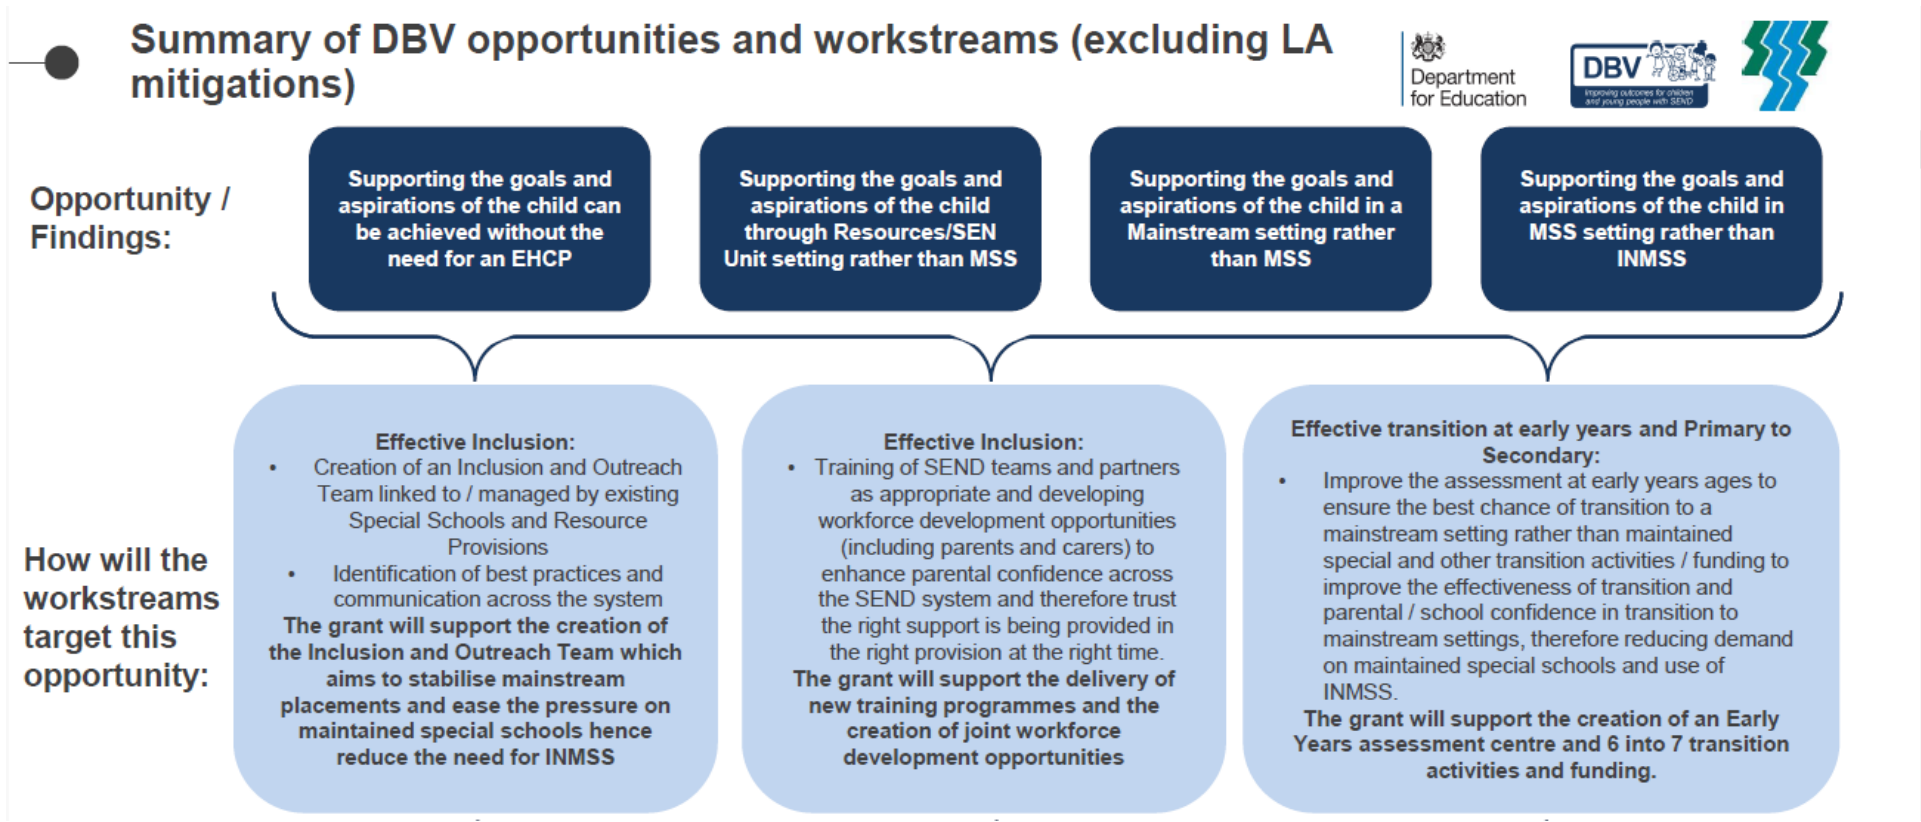 Summary of DBV opportunities and workstreams (excluding LA
mitigations)
Department
for Education
DBV
Improving outcomes for children
and young people with SEND
Opportunity /
Findings:
Supporting the goals and
aspirations of the child can
be achieved without the
need for an EHCP
Supporting the goals and
aspirations of the child
through Resources/SEN
Unit setting rather than MSS
Supporting the goals and
aspirations of the child in a
Mainstream setting rather
than MSS
Supporting the goals and
aspirations of the child in
MSS setting rather than
INMSS
How will the
workstreams
target this
opportunity:
Effective Inclusion:
• Creation of an Inclusion and Outreach
Team linked to / managed by existing
Special Schools and Resource
Provisions
• Identification of best practices and
communication across the system
The grant will support the creation of
the Inclusion and Outreach Team which
aims to stabilise mainstream
placements and ease the pressure on
maintained special schools hence
reduce the need for INMSS
Effective Inclusion:
• Training of SEND teams and partners
as appropriate and developing
workforce development opportunities
(including parents and carers) to
enhance parental confidence across
the SEND system and therefore trust
the right support is being provided in
the right provision at the right time.
The grant will support the delivery of
new training programmes and the
creation of joint workforce
development opportunities
Effective transition at early years and Primary to
Secondary:
• Improve the assessment at early years ages to
ensure the best chance of transition to a
mainstream setting rather than maintained
special and other transition activities / funding to
improve the effectiveness of transition and
parental / school confidence in transition to
mainstream settings, therefore reducing demand
on maintained special schools and use of
INMSS.
The grant will support the creation of an Early
Years assessment centre and 6 into 7 transition
activities and funding.